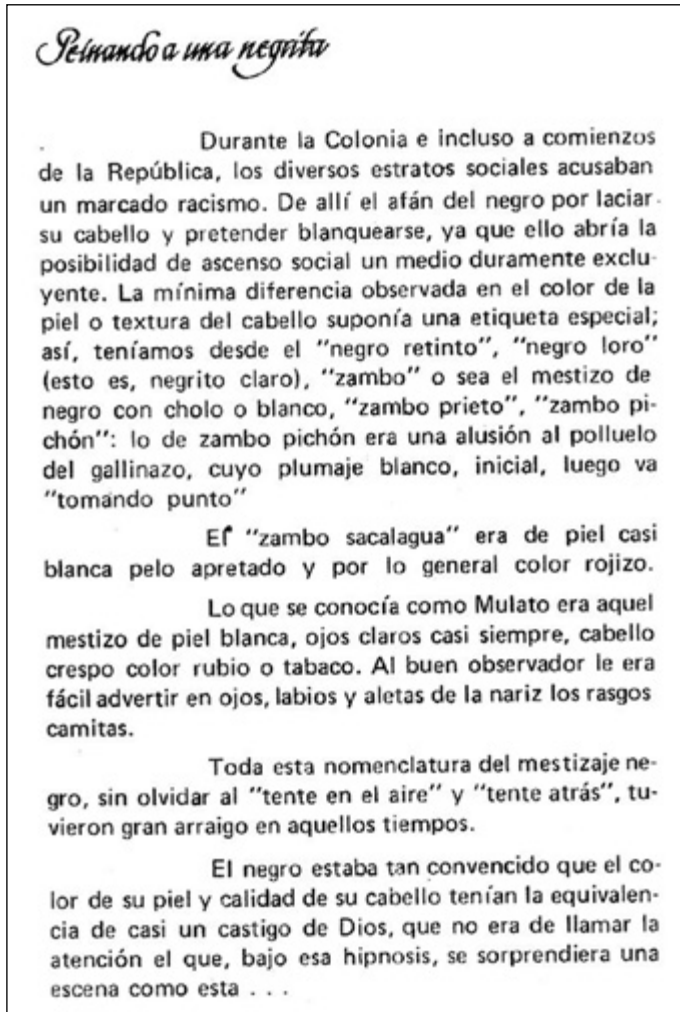 Peinando a una negrita
Durante la Colonia e incluso a comienzos
de la República, los diversos estratos sociales acusaban
un marcado racismo. De allí el afán del negro por laciar
su cabello y pretender blanquearse, ya que ello abría la
posibilidad de ascenso social un medio duramente exclu-
yente. La mínima diferencia observada en el color de la
piel o textura del cabello suponía una etiqueta especial;
así, teníamos desde el "negro retinto", "negro loro"
(esto es, negrito claro), "zambo" o sea el mestizo de
negro con cholo o blanco, "zambo prieto", "zambo pi-
chón": lo de zambo pichón era una alusión al polluelo
del gallinazo, cuyo plumaje blanco, inicial, luego va
"tomando punto"
El "zambo sacalagua" era de piel casi
blanca pelo apretado y por lo general color rojizo.
Lo que se conocía como Mulato era aquel
mestizo de piel blanca, ojos claros casi siempre, cabello
crespo color rubio o tabaco. Al buen observador le era
fácil advertir en ojos, labios y aletas de la nariz los rasgos
camitas.
Toda esta nomenclatura del mestizaje ne-
gro, sin olvidar al "tente en el aire" y "tente atrás", tu-
vieron gran arraigo en aquellos tiempos.
El negro estaba tan convencido que el co-
lor de su piel y calidad de su cabello tenían la equivalen-
cia de casi un castigo de Dios, que no era de llamar la
atención el que, bajo esa hipnosis, se sorprendiera una
escena como esta . . .